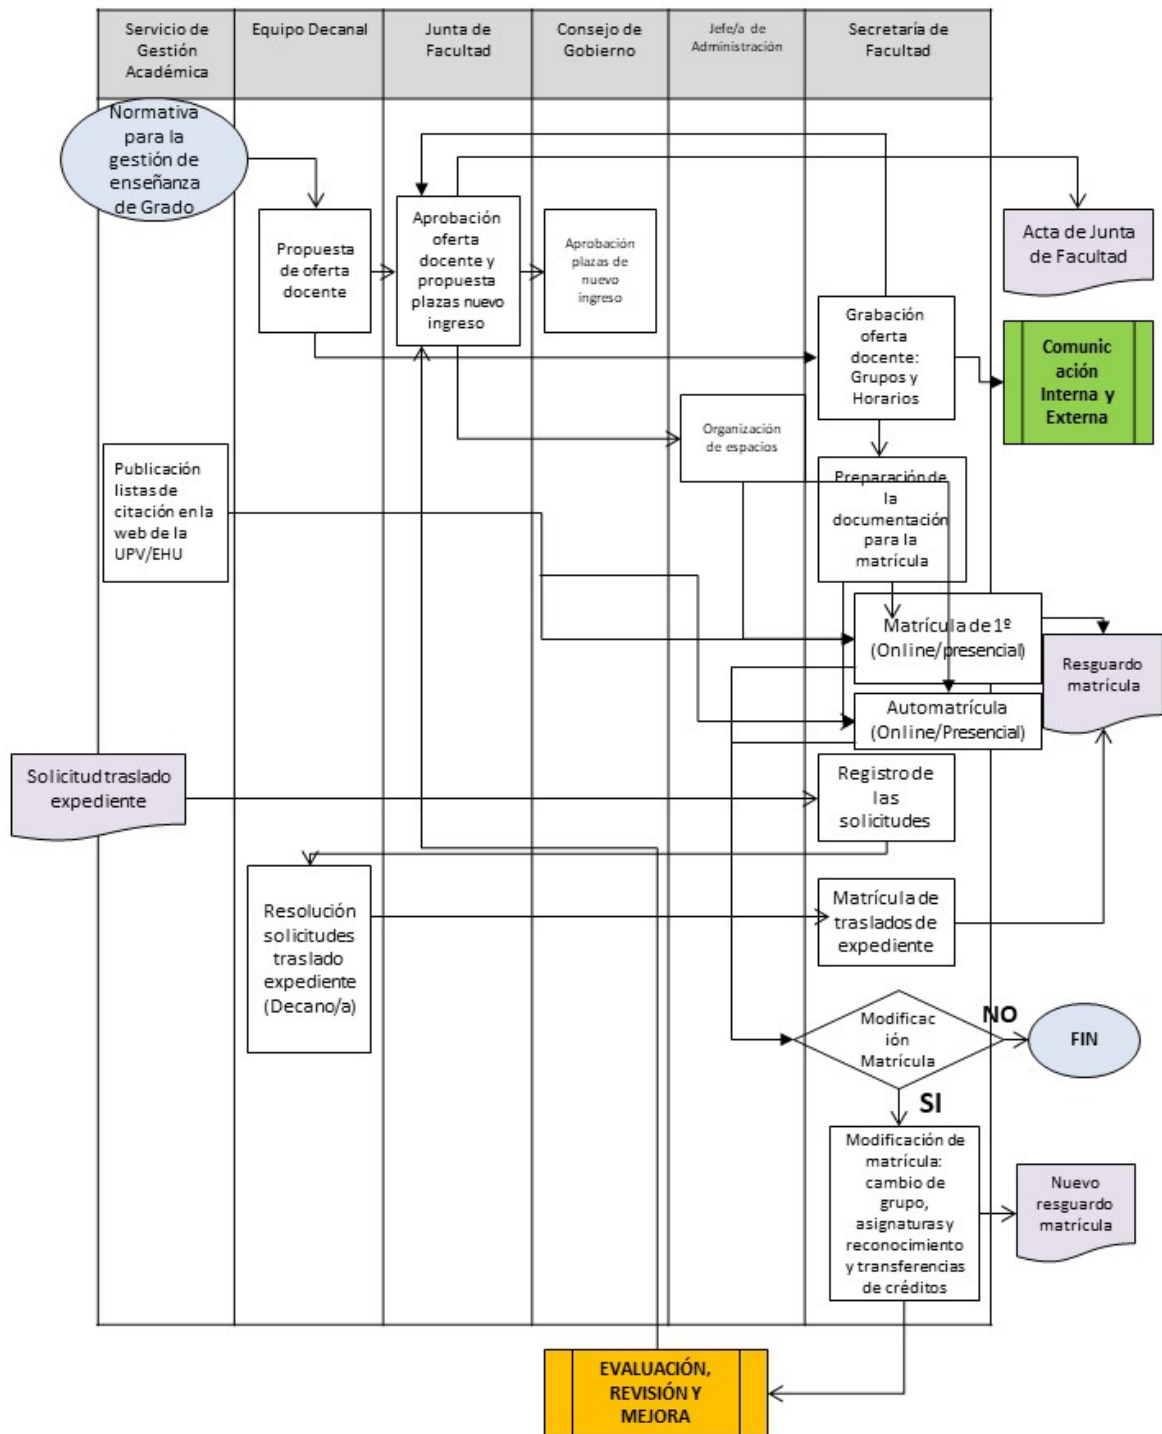 Servicio de
Gestión
Académica
Equipo Decanal
Junta de
Facultad
Consejo de
Gobierno
Jefe/a de
Administración
Secretaría de
Facultad
Normativa
para la
gestión de
enseñanza
de Grado
Propuesta
de oferta
docente
Aprobación
oferta
docente y
propuesta
plazas nuevo
ingreso
Aprobación
plazas de
nuevo
ingreso
Acta de Junta
de Facultad
Grabación
oferta
docente:
Grupos y
Horarios
Comunic
ación
Interna y
Externa
Organización
de espacios
Publicación
listas de
citación en la
web de la
UPV/EHU
Preparación de
la
documentación
para la
matrícula
Matrícula de 1º
(Online/presencial)
Resguardo
matrícula
Automatrícula
(Online/Presencial)
Solicitud traslado
expediente
Registro de
las
solicitudes
Resolución
solicitudes
traslado
expediente
(Decano/a)
Matrícula de
traslados de
expediente
Modificac
ión
Matrícula
NO
FIN
SI
Modificación de
matrícula:
cambio de
grupo,
asignaturas y
reconocimiento
y transferencias
de créditos
Nuevo
resguardo
matrícula
EVALUACIÓN,
REVISIÓN Y
MEJORA